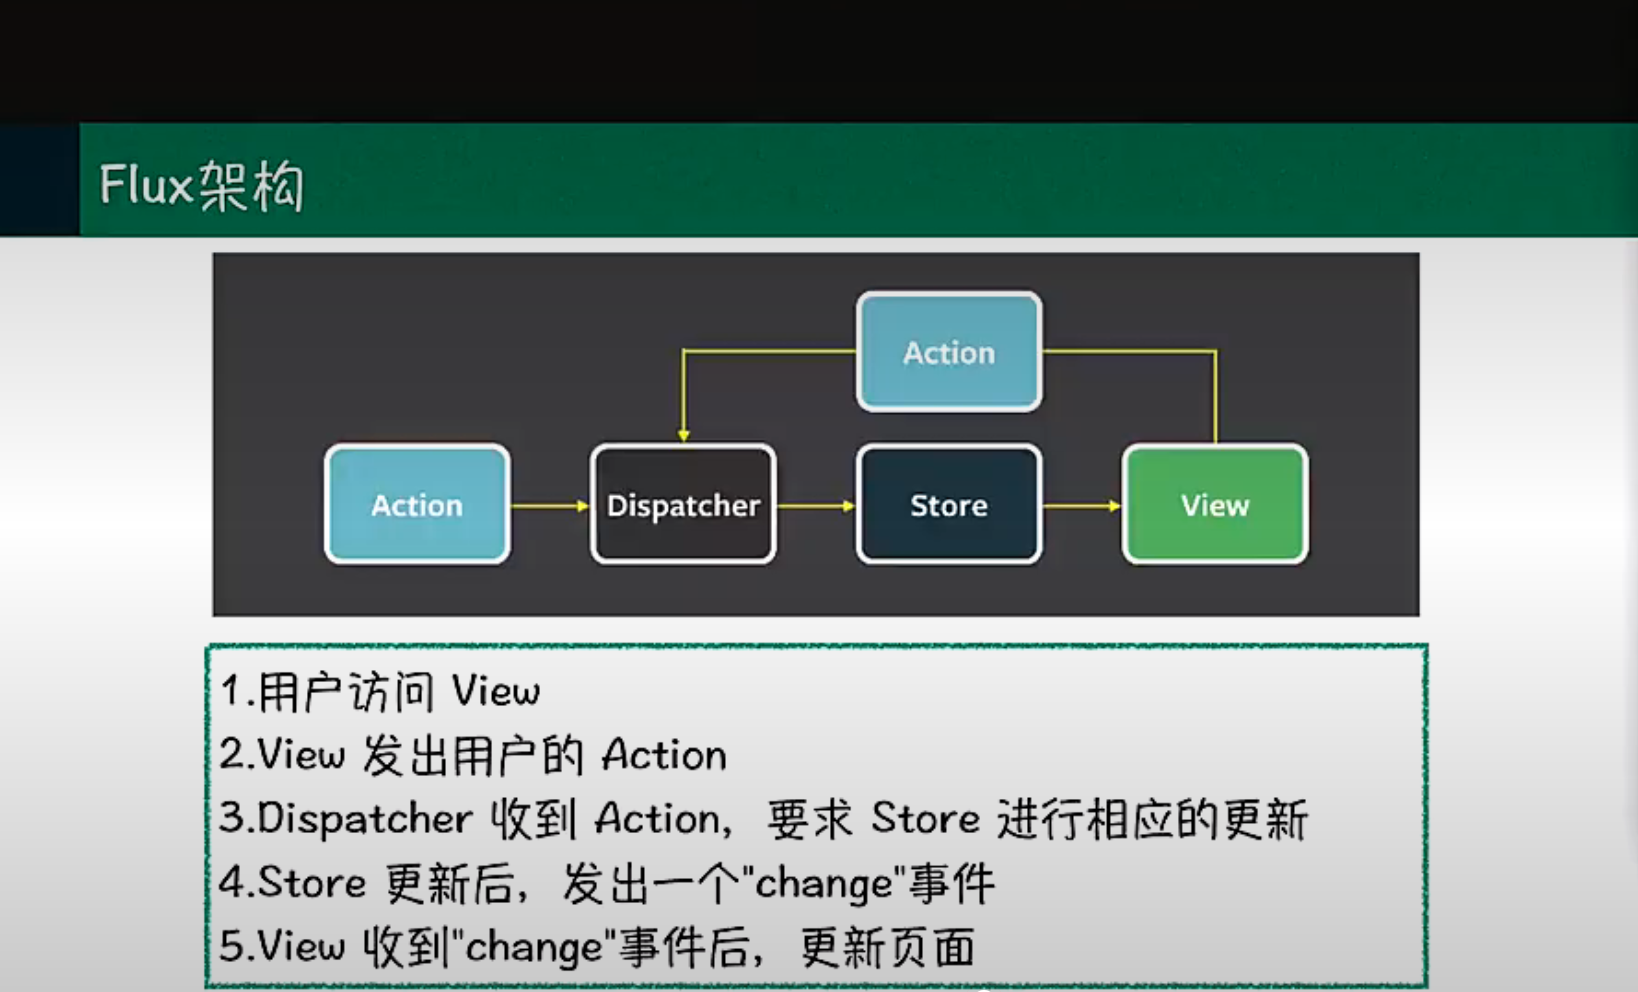 Flux架构
Action
Action
Dispatcher
Store
View
1.用户访问 View
2.View 发出用户的 Action
3.Dispatcher 收到 Action，要求 Store 进行相应的更新
4.Store 更新后，发出一个"change"事件
5.View 收到"change"事件后，更新页面